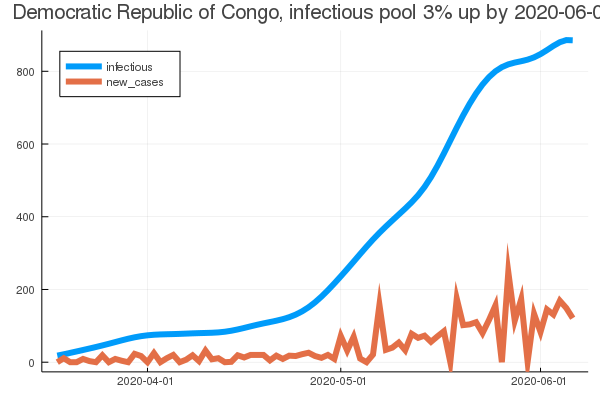 Democratic Republic of Congo, infectious pool 3% up by 2020-06-0
infectious
new_cases
800
600
400
200
0
2020-04-01
2020-05-01
2020-06-01